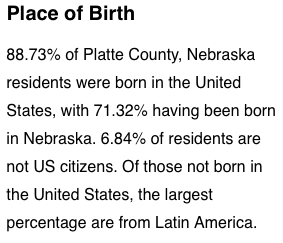 Place of Birth
88.73% of Platte County, Nebraska
residents were born in the United
States, with 71.32% having been born
in Nebraska. 6.84% of residents are
not US citizens. Of those not born in
the United States, the largest
percentage are from Latin America.